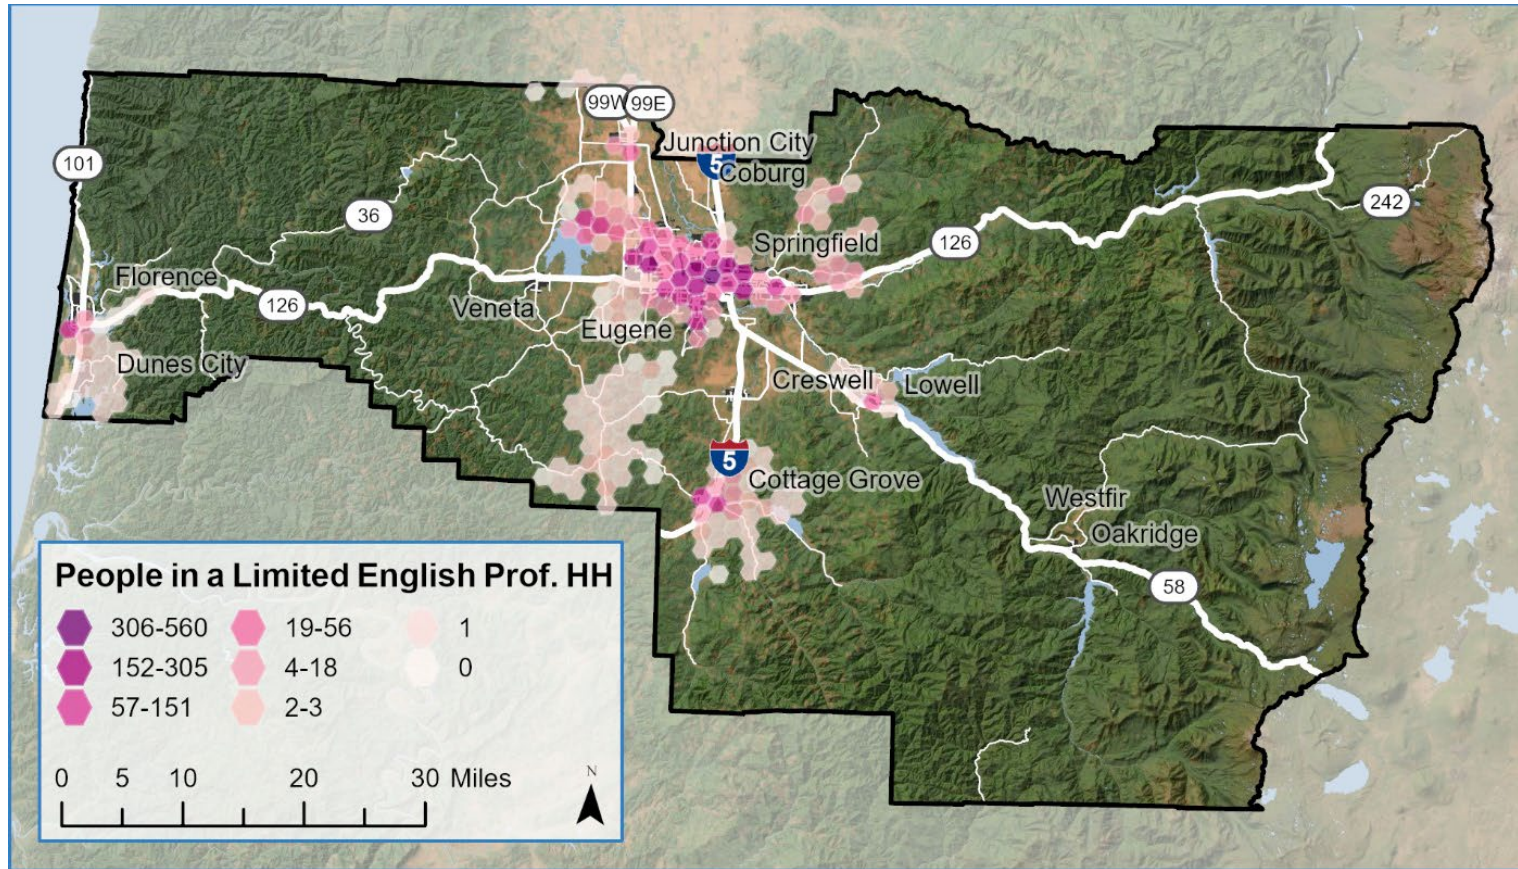 99W
99E
Junction City
5
Coburg
101
36
242
Springfield
126
Florence
126
Veneta
Eugene
Dunes City
Creswell
Lowell
5
Cottage Grove
Westfir
Oakridge
58
People in a Limited English Prof. HH
306-560
19-56
1
152-305
4-18
0
57-151
2-3
0 5 10 20 30 Miles
N